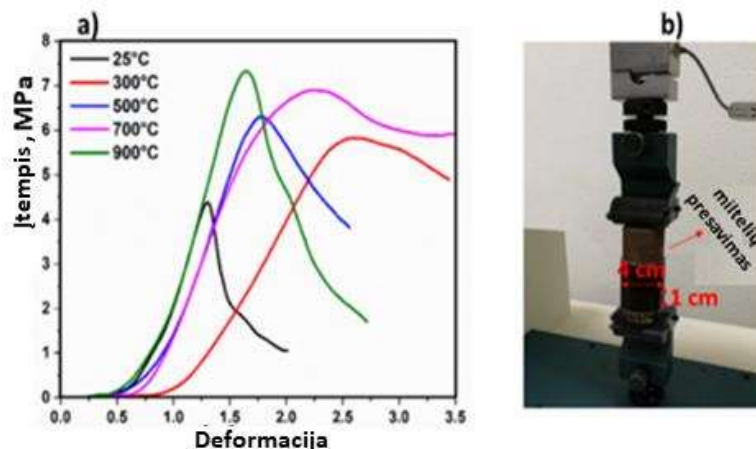 a)
Įtempis, MPa
8
7
6
5
4
3
2
1
0
25°C
300°C
500°C
700°C
900°C
0.0 0.5 1.0 1.5 2.0 2.5 3.0 3.5
Deformacija
b)
miltelių
presavimas
4 cm
1 cm